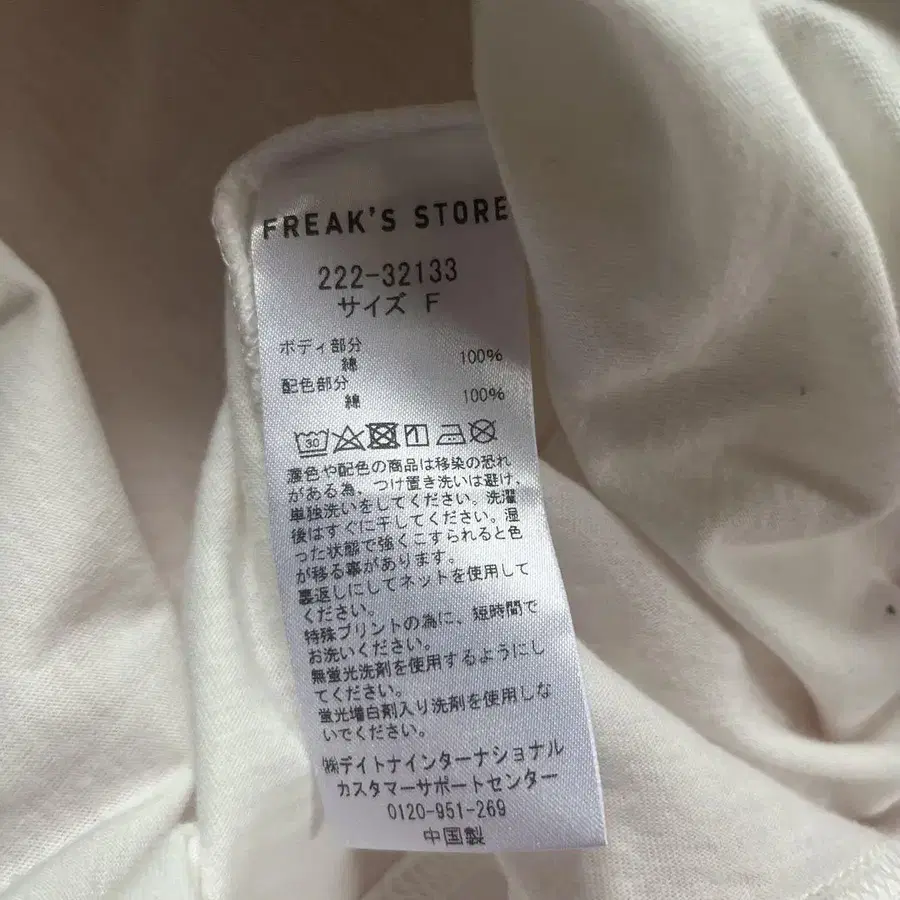 FREAK'S STORE
222-32133
サイズ F
ボディ部分
綿 100%
配色部分
綿 100%
30
濃色や配色の商品は移染の恐れ
がある為、つけ置き洗いは避け、
単独洗いをしてください。洗濯
後はすぐに干してください。湿
った状態で強くこすられると色
が移る事があります。
裏返しにしてネットを使用して
ください。
特殊プリントの為に、短時間で
お洗いください。
無蛍光洗剤を使用するようにし
てください。
蛍光増白剤入り洗剤を使用しな
いでください。
㈱デイトナインターナショナル
カスタマーサポートセンター
0120-951-269
中国製